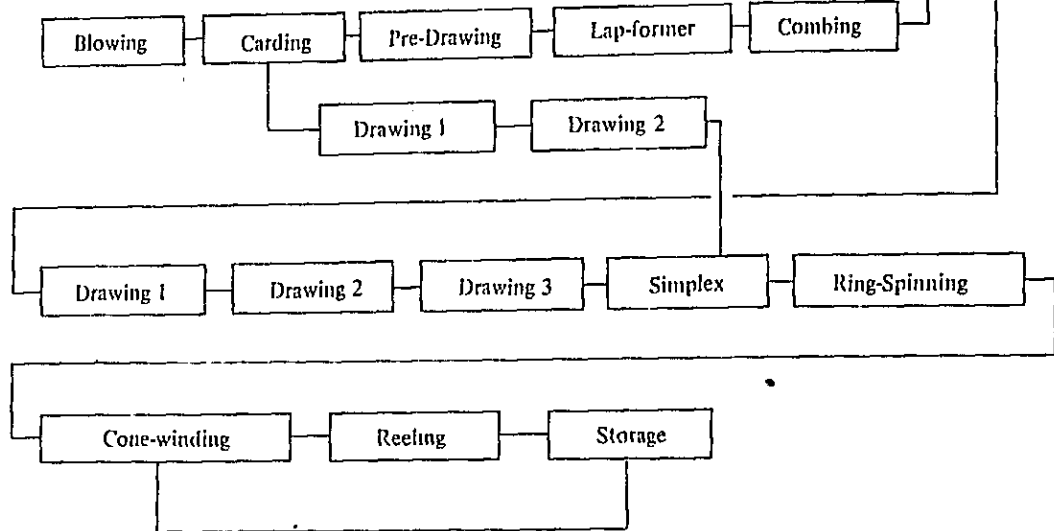 Blowing Carding Pre-Drawing Lap-former Combing
Drawing 1 Drawing 2
Drawing 1 Drawing 2 Drawing 3 Simplex Ring-Spinning
Cone-winding Reeling Storage